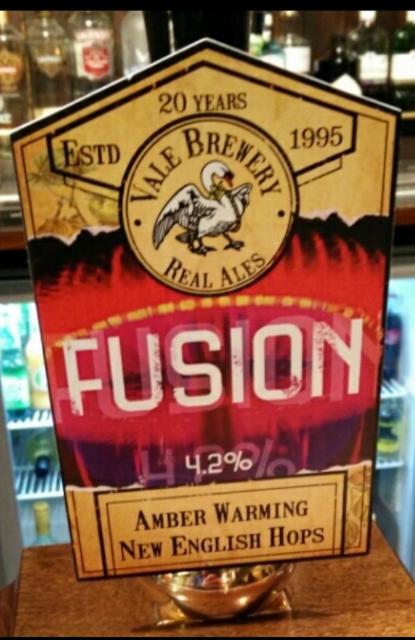 20 YEARS
ESTD
1995
VALE BREWERY
REAL ALES
FUSION
4.2%
AMBER WARMING
NEW ENGLISH HOPS